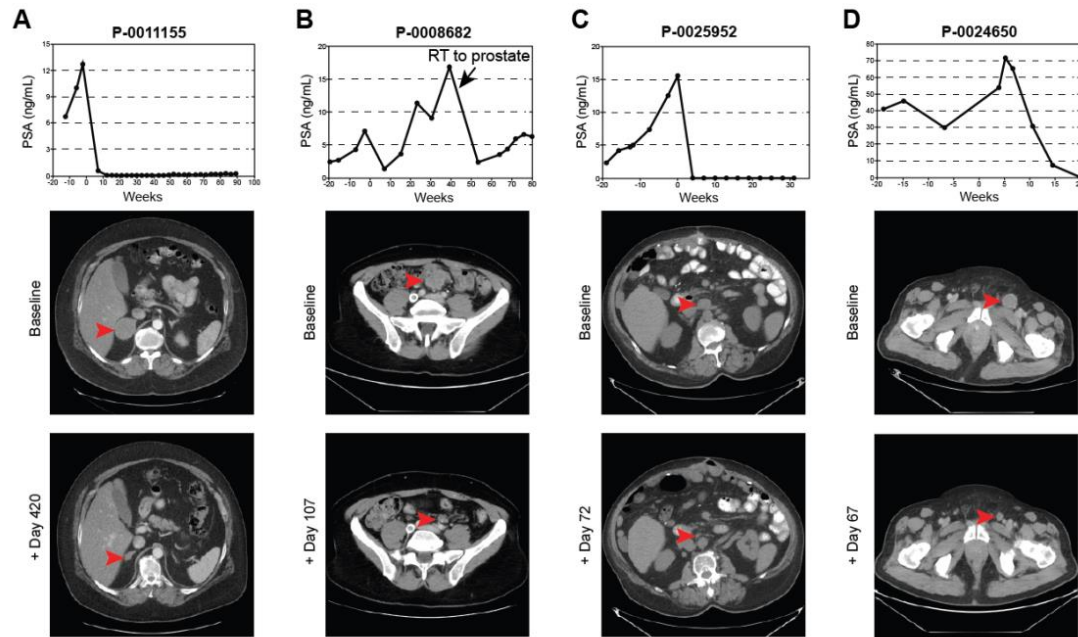 A
P-0011155
PSA (ng/mL)
15
12
9
6
3
0
-20 -10 0 10 20 30 40 50 60 70 80 90 100
Weeks
B
P-0008682
RT to prostate
PSA (ng/mL)
20
15
10
5
0
-20 -10 0 10 20 30 40 50 60 70 80
Weeks
C
P-0025952
PSA (ng/mL)
20
15
10
5
0
-20 -10 0 10 20 30
Weeks
D
P-0024650
PSA (ng/mL)
80
70
60
50
40
30
20
10
0
-20 -15 -10 -5 0 5 10 15 20
Weeks
Baseline
Baseline
Baseline
Baseline
+ Day 420
+ Day 107
+ Day 72
+ Day 67